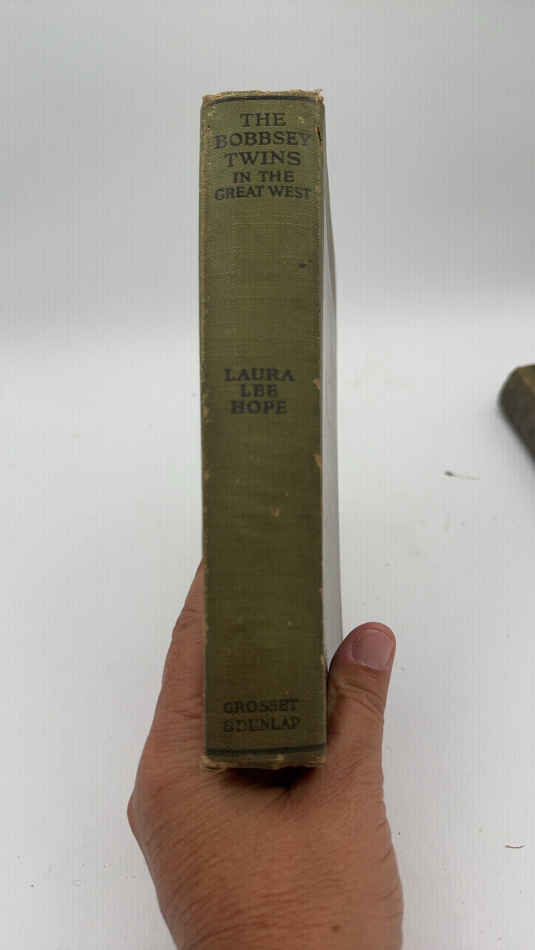 THE
BOBBSEY
TWINS
IN THE
GREAT WEST
LAURA
LEE
HOPE
GROSSET
& DUNLAP